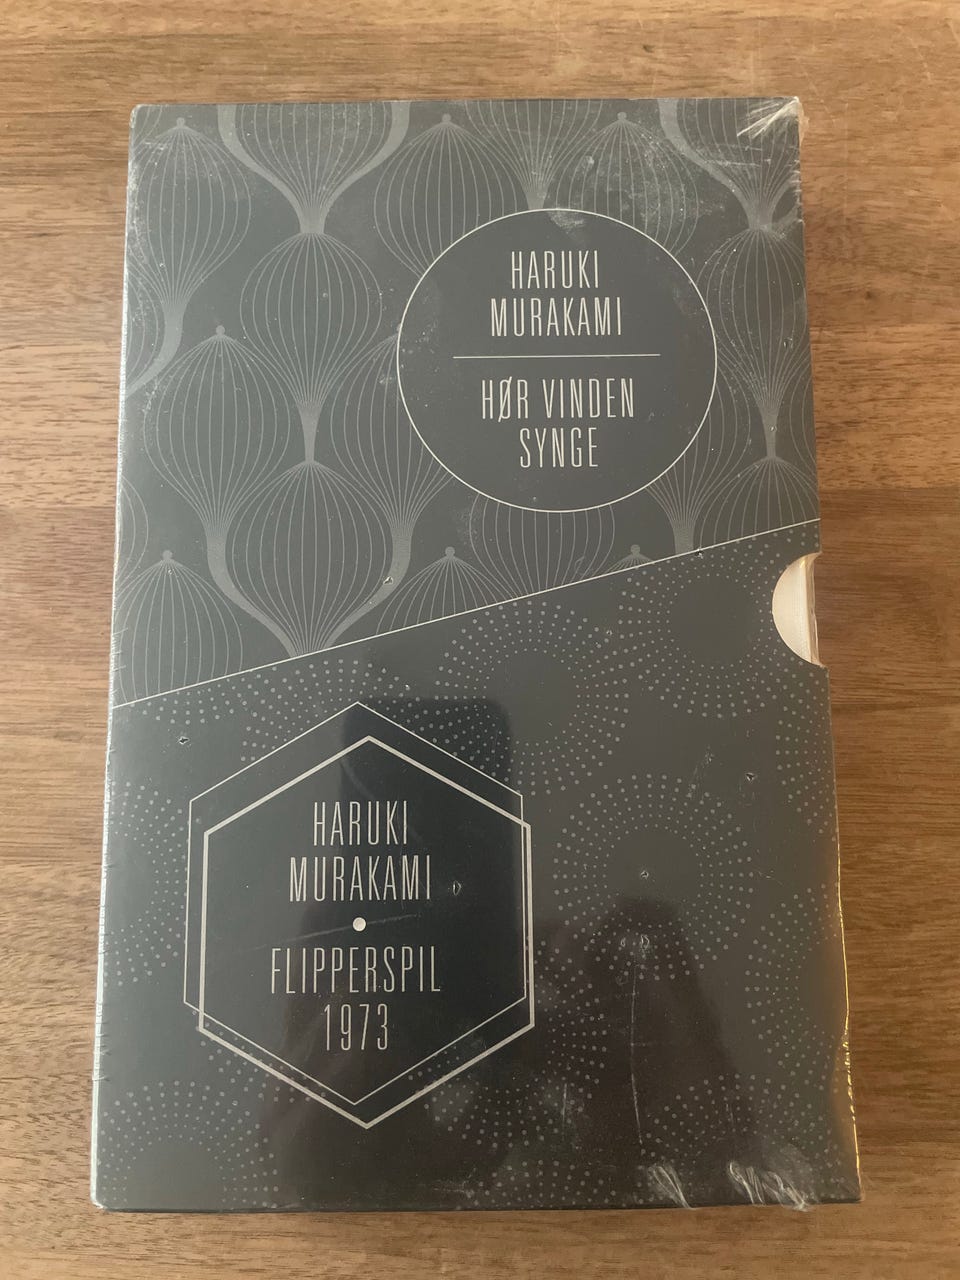 HARUKI
MURAKAMI
HØR VINDEN
SYNGE
HARUKI
MURAKAMI
FLIPPERSPIL
1973